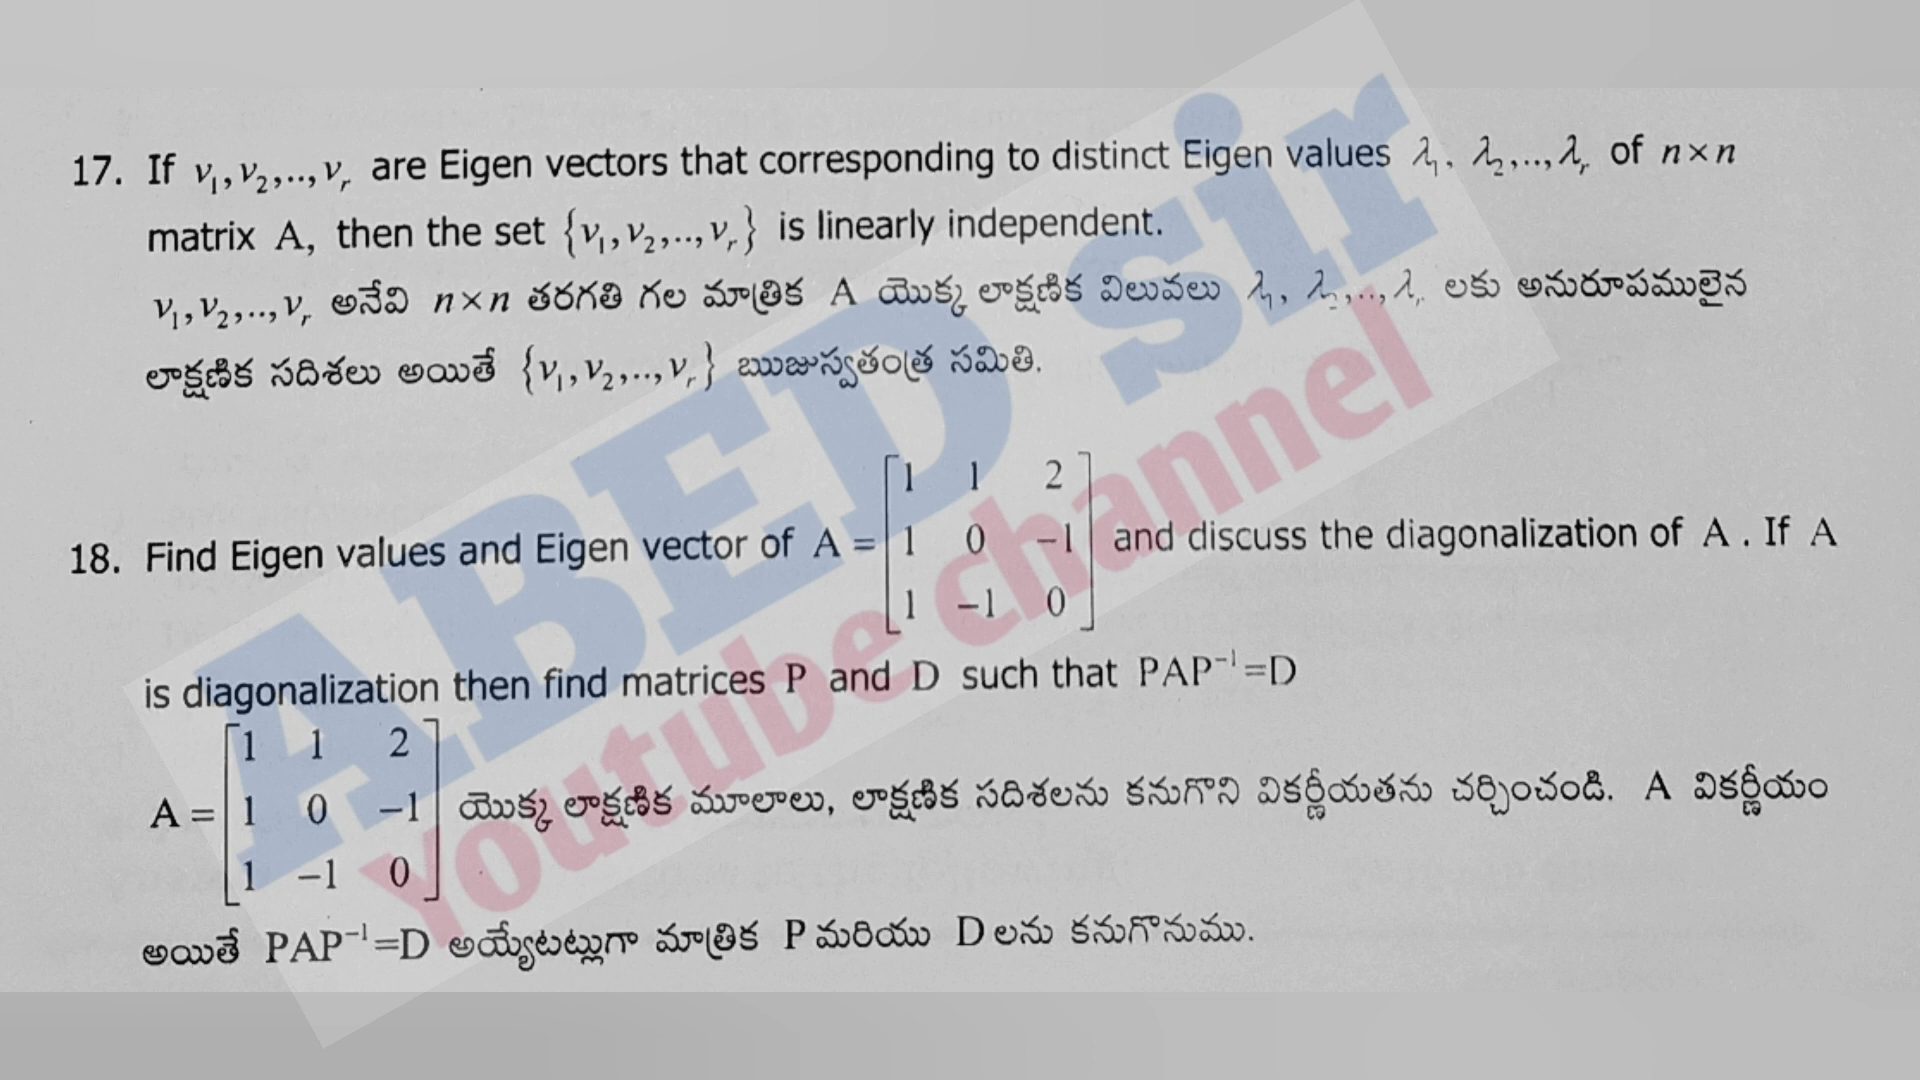 17. If v₁, v₂,.., vᵣ are Eigen vectors that corresponding to distinct Eigen values λ₁, λ₂,.., λᵣ of n×n
matrix A, then the set {v₁, v₂,.., vᵣ} is linearly independent.
v₁, v₂,.., vᵣ అనేవి n×n తరగతి గల మాత్రిక A యొక్క లాక్షణిక విలువలు λ₁, λ₂,.., λᵣ లకు అనురూపములైన
లాక్షణిక సదిశలు అయితే {v₁, v₂,.., vᵣ} ఋజుస్వతంత్ర సమితి.
18. Find Eigen values and Eigen vector of A = [1 1 2; 1 0 −1; 1 −1 0] and discuss the diagonalization of A . If A
is diagonalization then find matrices P and D such that PAP⁻¹=D
A = [1 1 2; 1 0 −1; 1 −1 0] యొక్క లాక్షణిక మూలాలు, లాక్షణిక సదిశలను కనుగొని వికర్ణీయతను చర్చించండి. A వికర్ణీయం
అయితే PAP⁻¹=D అయ్యేటట్లుగా మాత్రిక P మరియు D లను కనుగొనుము.
ABED sir
Youtube channel